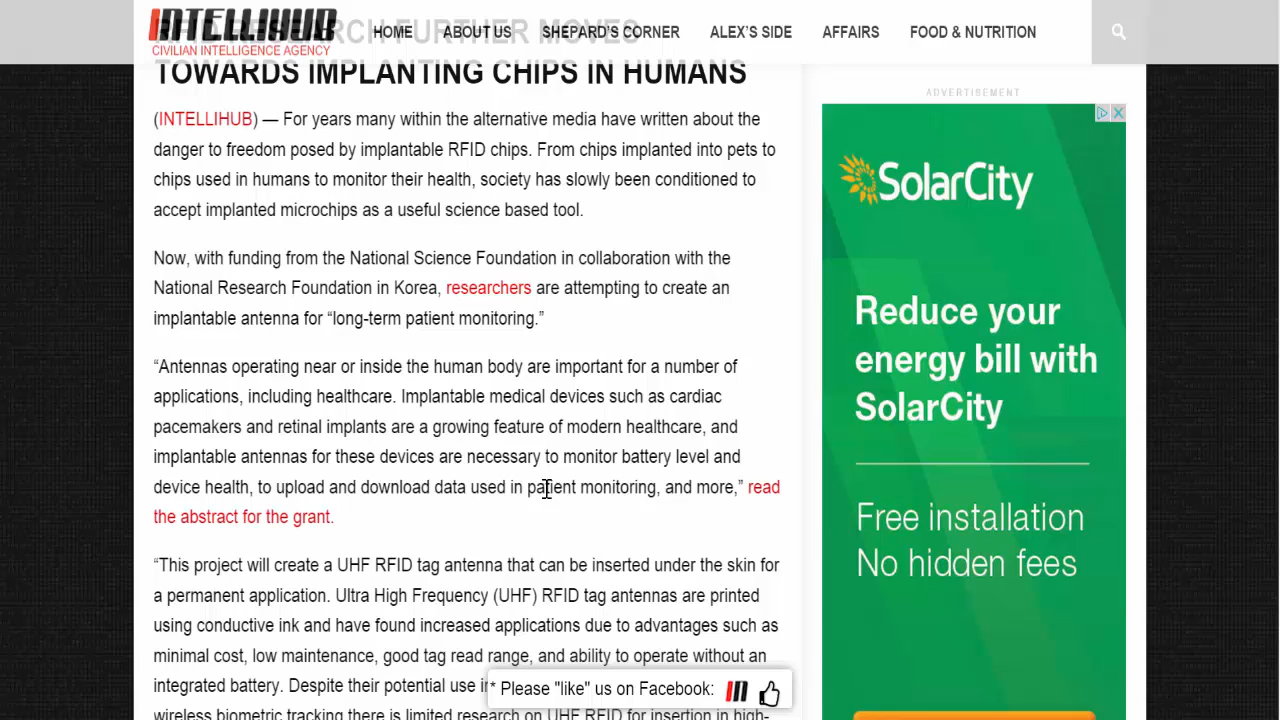 INTELLIHUB
CIVILIAN INTELLIGENCE AGENCY
HOME ABOUT US SHEPARD'S CORNER ALEX'S SIDE AFFAIRS FOOD & NUTRITION
RFID RESEARCH FURTHER MOVES
TOWARDS IMPLANTING CHIPS IN HUMANS
(INTELLIHUB) — For years many within the alternative media have written about the
danger to freedom posed by implantable RFID chips. From chips implanted into pets to
chips used in humans to monitor their health, society has slowly been conditioned to
accept implanted microchips as a useful science based tool.
Now, with funding from the National Science Foundation in collaboration with the
National Research Foundation in Korea, researchers are attempting to create an
implantable antenna for “long-term patient monitoring.”
“Antennas operating near or inside the human body are important for a number of
applications, including healthcare. Implantable medical devices such as cardiac
pacemakers and retinal implants are a growing feature of modern healthcare, and
implantable antennas for these devices are necessary to monitor battery level and
device health, to upload and download data used in patient monitoring, and more,” read
the abstract for the grant.
“This project will create a UHF RFID tag antenna that can be inserted under the skin for
a permanent application. Ultra High Frequency (UHF) RFID tag antennas are printed
using conductive ink and have found increased applications due to advantages such as
minimal cost, low maintenance, good tag read range, and ability to operate without an
integrated battery. Despite their potential use
wireless biometric tracking there is limited research on UHF RFID for insertion in high-
* Please "like" us on Facebook:
ADVERTISEMENT
SolarCity
Reduce your
energy bill with
SolarCity
Free installation
No hidden fees